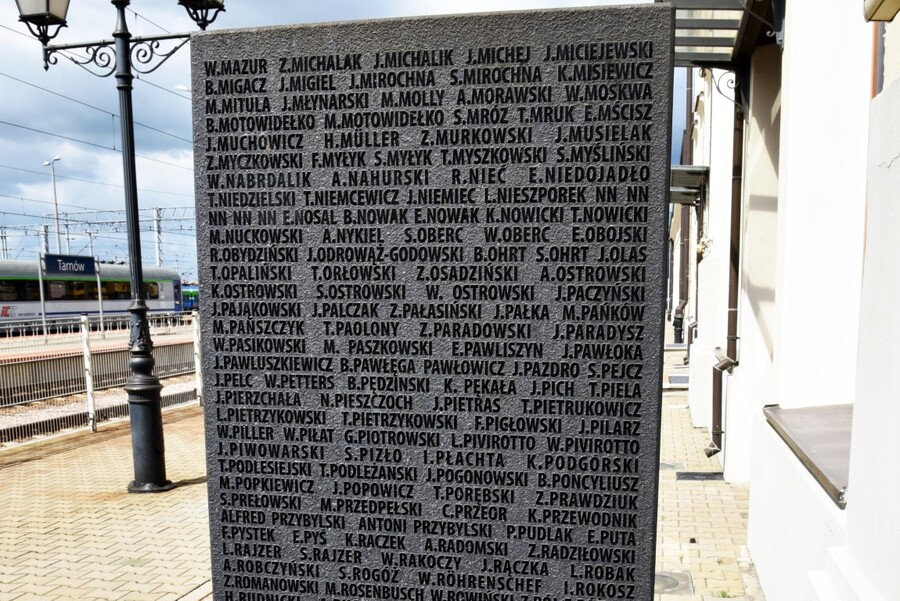 Tarnów
W.MAZUR Z.MICHALAK J.MICHALIK J.MICHEJ J.MICIEJEWSKI
B.MIGACZ J.MIGIEL J.MIROCHNA S.MIROCHNA K.MISIEWICZ
M.MITULA J.MŁYNARSKI M.MOLLY A.MORAWSKI W.MOSKWA
B.MOTOWIDEŁKO M.MOTOWIDEŁKO S.MRÓZ T.MRUK E.MŚCISZ
J.MUCHOWICZ H.MÜLLER Z.MURKOWSKI J.MUSIELAK
Z.MYCZKOWSKI F.MYŁYK S.MYŁYK T.MYSZKOWSKI S.MYŚLIŃSKI
W.NABRDALIK A.NAHURSKI R.NIEĆ E.NIEDOJADŁO
T.NIEDZIELSKI T.NIEMCEWICZ J.NIEMIEC L.NIESZPOREK NN NN
NN NN NN E.NOSAL B.NOWAK E.NOWAK K.NOWICKI T.NOWICKI
M.NUCKOWSKI A.NYKIEL S.OBERC W.OBERC E.OBOJSKI
R.OBYDZIŃSKI J.ODROWĄŻ-GODOWSKI B.OHRT S.OHRT J.OLAS
T.OPALIŃSKI T.ORŁOWSKI Z.OSADZIŃSKI A.OSTROWSKI
K.OSTROWSKI S.OSTROWSKI W. OSTROWSKI J.PACZYŃSKI
J.PAJĄKOWSKI J.PALCZAK Z.PAŁASIŃSKI J.PAŁKA M.PANKÓW
M.PAŃSZCZYK T.PAOLONY Z.PARADOWSKI J.PARADYSZ
W.PASIKOWSKI M. PASZKOWSKI E.PAWLISZYN J.PAWŁOKA
J.PAWLUSZKIEWICZ B.PAWŁĘGA PAWŁOWICZ J.PAZDRO S.PEJCZ
J.PELC W.PETTERS B.PĘDZIŃSKI K. PĘKAŁA J.PICH T.PIELA
J.PIERZCHAŁA N.PIESZCZOCH J.PIETRAS T.PIETRUKOWICZ
L.PIETRZYKOWSKI T.PIETRZYKOWSKI F.PIGŁOWSKI J.PILARZ
W.PILLER W.PIŁAT G.PIOTROWSKI L.PIVIROTTO W.PIVIROTTO
J.PIWOWARSKI S.PIZŁO I.PŁACHTA K.PODGÓRSKI
T.PODLESIEJSKI T.PODLEŻANSKI J.POGONOWSKI B.PONCYLIUSZ
M.POPKIEWICZ J.POPOWICZ T.PORĘBSKI Z.PRAWDZIUK
S.PREŁOWSKI M.PRZEDPEŁSKI C.PRZEOR K.PRZEWODNIK
ALFRED PRZYBYLSKI ANTONI PRZYBYLSKI P.PUDLAK E.PUTA
E.PYSTEK E.PYŚ K.RACZEK A.RADOMSKI Z.RADZIŁOWSKI
L.RAJZER S.RAJZER W.RAKOCZY J.RĄCZKA L.ROBAK
A.ROBCZYŃSKI S.ROGÓŻ W.RÖHRENSCHEF I.ROKOSZ
Z.ROMANOWSKI M.ROSENBUSCH W.ROWIŃSKI